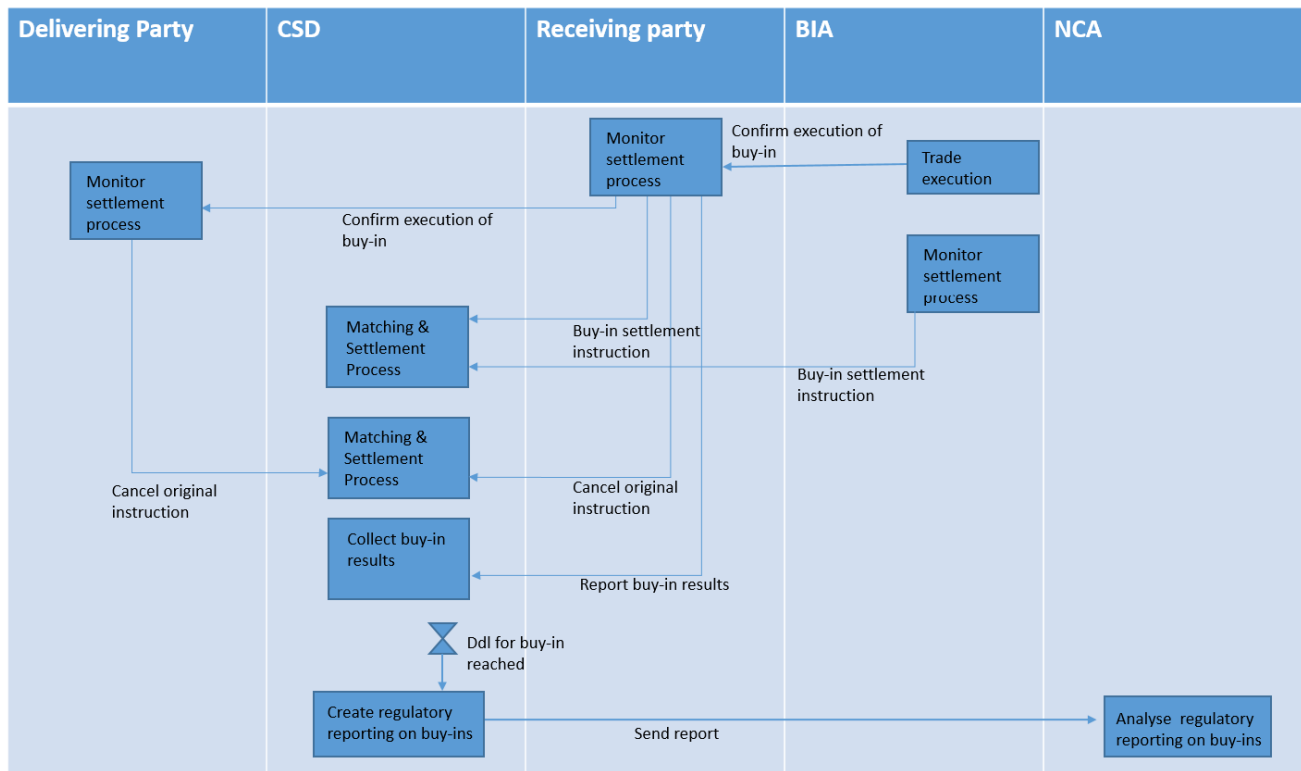 Delivering Party
CSD
Receiving party
BIA
NCA
Monitor
settlement
process
Confirm execution of
buy-in
Trade
execution
Monitor
settlement
process
Confirm execution of
buy-in
Monitor
settlement
process
Matching &
Settlement
Process
Buy-in settlement
instruction
Buy-in settlement
instruction
Matching &
Settlement
Process
Cancel original
instruction
Cancel original
instruction
Collect buy-in
results
Report buy-in results
Ddl for buy-in
reached
Create regulatory
reporting on buy-ins
Send report
Analyse regulatory
reporting on buy-ins